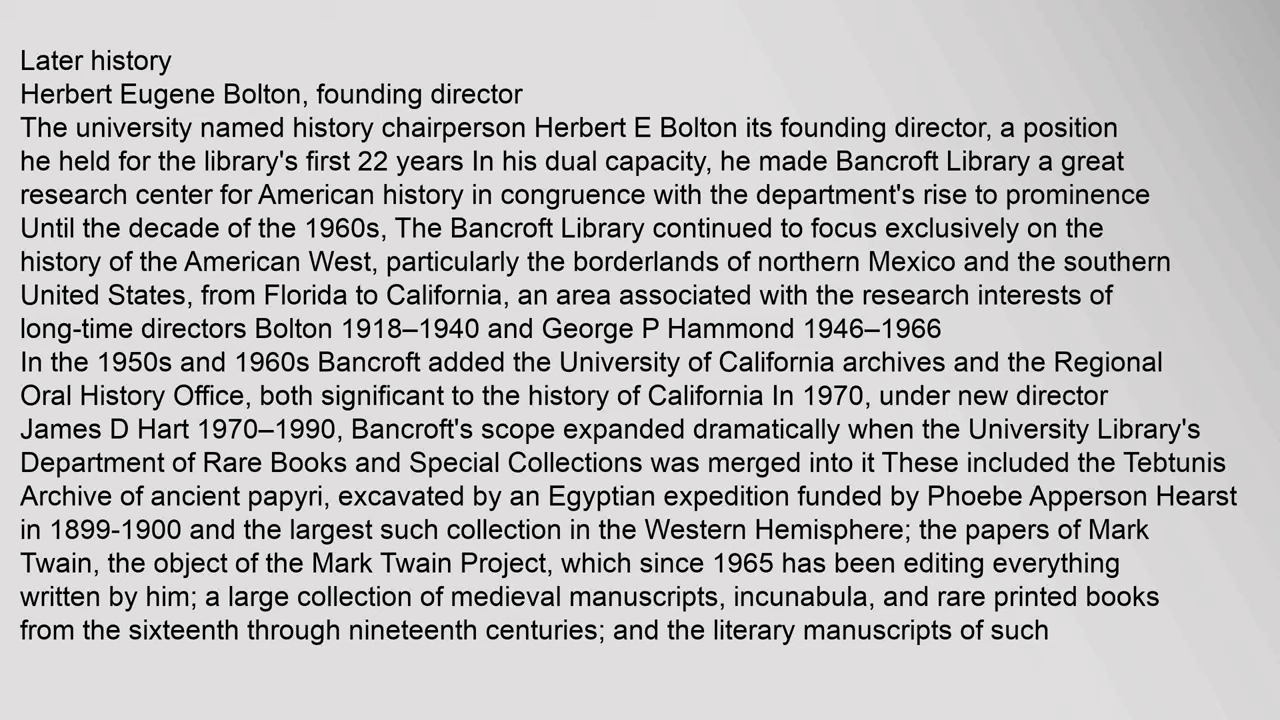 Later history
Herbert Eugene Bolton, founding director
The university named history chairperson Herbert E Bolton its founding director, a position
he held for the library's first 22 years In his dual capacity, he made Bancroft Library a great
research center for American history in congruence with the department's rise to prominence
Until the decade of the 1960s, The Bancroft Library continued to focus exclusively on the
history of the American West, particularly the borderlands of northern Mexico and the southern
United States, from Florida to California, an area associated with the research interests of
long-time directors Bolton 1918–1940 and George P Hammond 1946–1966
In the 1950s and 1960s Bancroft added the University of California archives and the Regional
Oral History Office, both significant to the history of California In 1970, under new director
James D Hart 1970–1990, Bancroft's scope expanded dramatically when the University Library's
Department of Rare Books and Special Collections was merged into it These included the Tebtunis
Archive of ancient papyri, excavated by an Egyptian expedition funded by Phoebe Apperson Hearst
in 1899-1900 and the largest such collection in the Western Hemisphere; the papers of Mark
Twain, the object of the Mark Twain Project, which since 1965 has been editing everything
written by him; a large collection of medieval manuscripts, incunabula, and rare printed books
from the sixteenth through nineteenth centuries; and the literary manuscripts of such